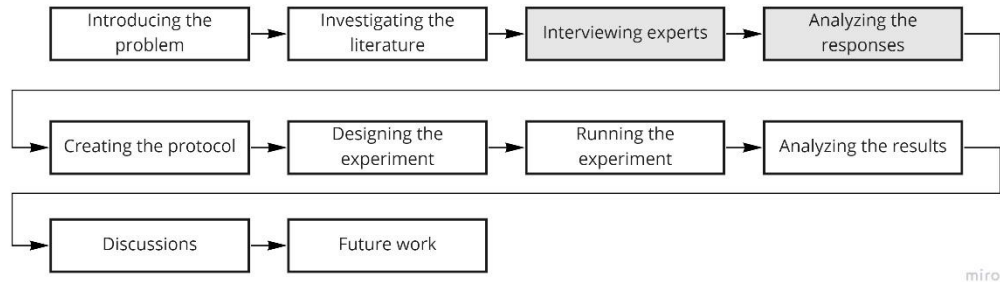 Introducing the
problem
Investigating the
literature
Interviewing experts
Analyzing the
responses
Creating the protocol
Designing the
experiment
Running the
experiment
Analyzing the results
Discussions
Future work
miro